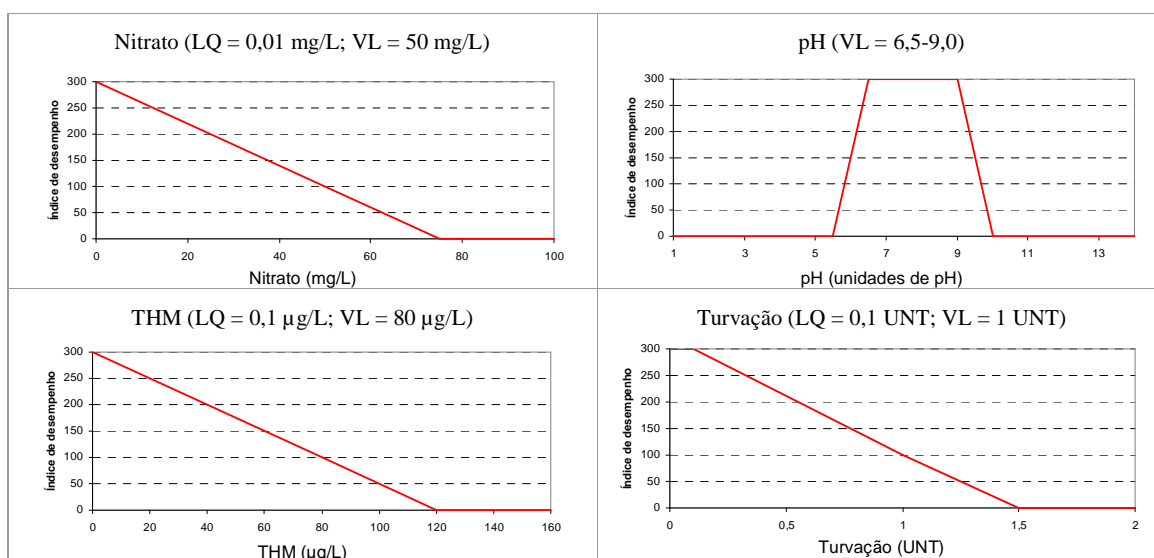 Nitrato (LQ = 0,01 mg/L; VL = 50 mg/L)
Índice de desempenho
300
250
200
150
100
50
0
0 20 40 60 80 100
Nitrato (mg/L)
pH (VL = 6,5-9,0)
Índice de desempenho
300
250
200
150
100
50
0
1 3 5 7 9 11 13
pH (unidades de pH)
THM (LQ = 0,1 µg/L; VL = 80 µg/L)
Índice de desempenho
300
250
200
150
100
50
0
0 20 40 60 80 100 120 140 160
THM (µg/L)
Turvação (LQ = 0,1 UNT; VL = 1 UNT)
Índice de desempenho
300
250
200
150
100
50
0
0 0,5 1 1,5 2
Turvação (UNT)